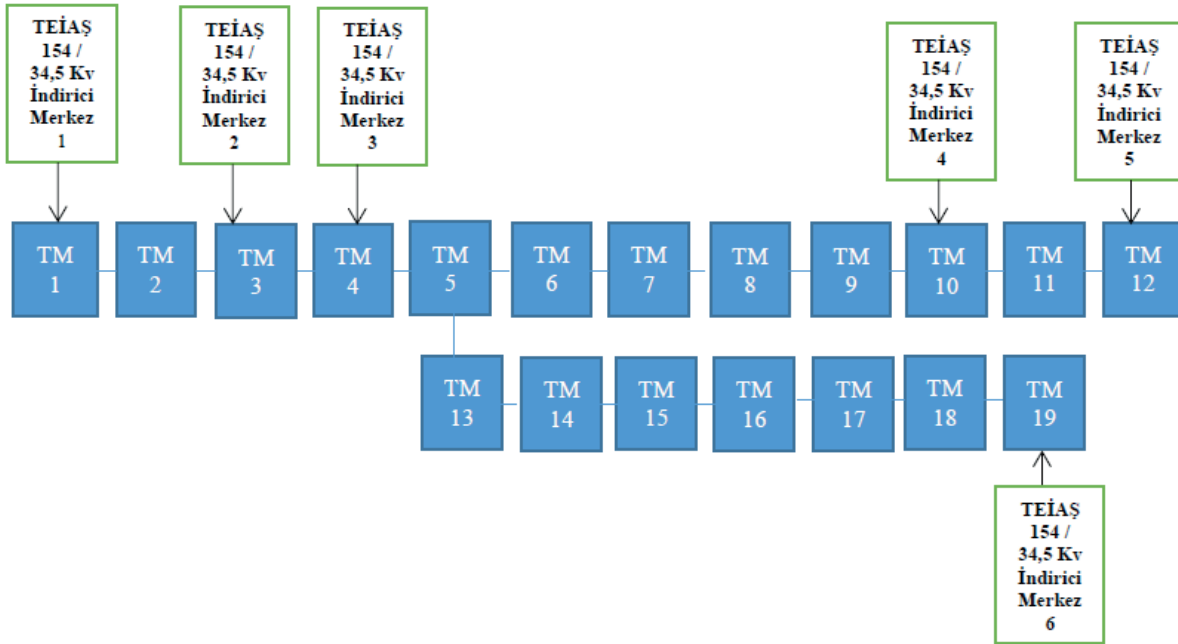 TEİAŞ
154 /
34,5 Kv
İndirici
Merkez
1
TEİAŞ
154 /
34,5 Kv
İndirici
Merkez
2
TEİAŞ
154 /
34,5 Kv
İndirici
Merkez
3
TEİAŞ
154 /
34,5 Kv
İndirici
Merkez
4
TEİAŞ
154 /
34,5 Kv
İndirici
Merkez
5
TM
1
TM
2
TM
3
TM
4
TM
5
TM
6
TM
7
TM
8
TM
9
TM
10
TM
11
TM
12
TM
13
TM
14
TM
15
TM
16
TM
17
TM
18
TM
19
TEİAŞ
154 /
34,5 Kv
İndirici
Merkez
6